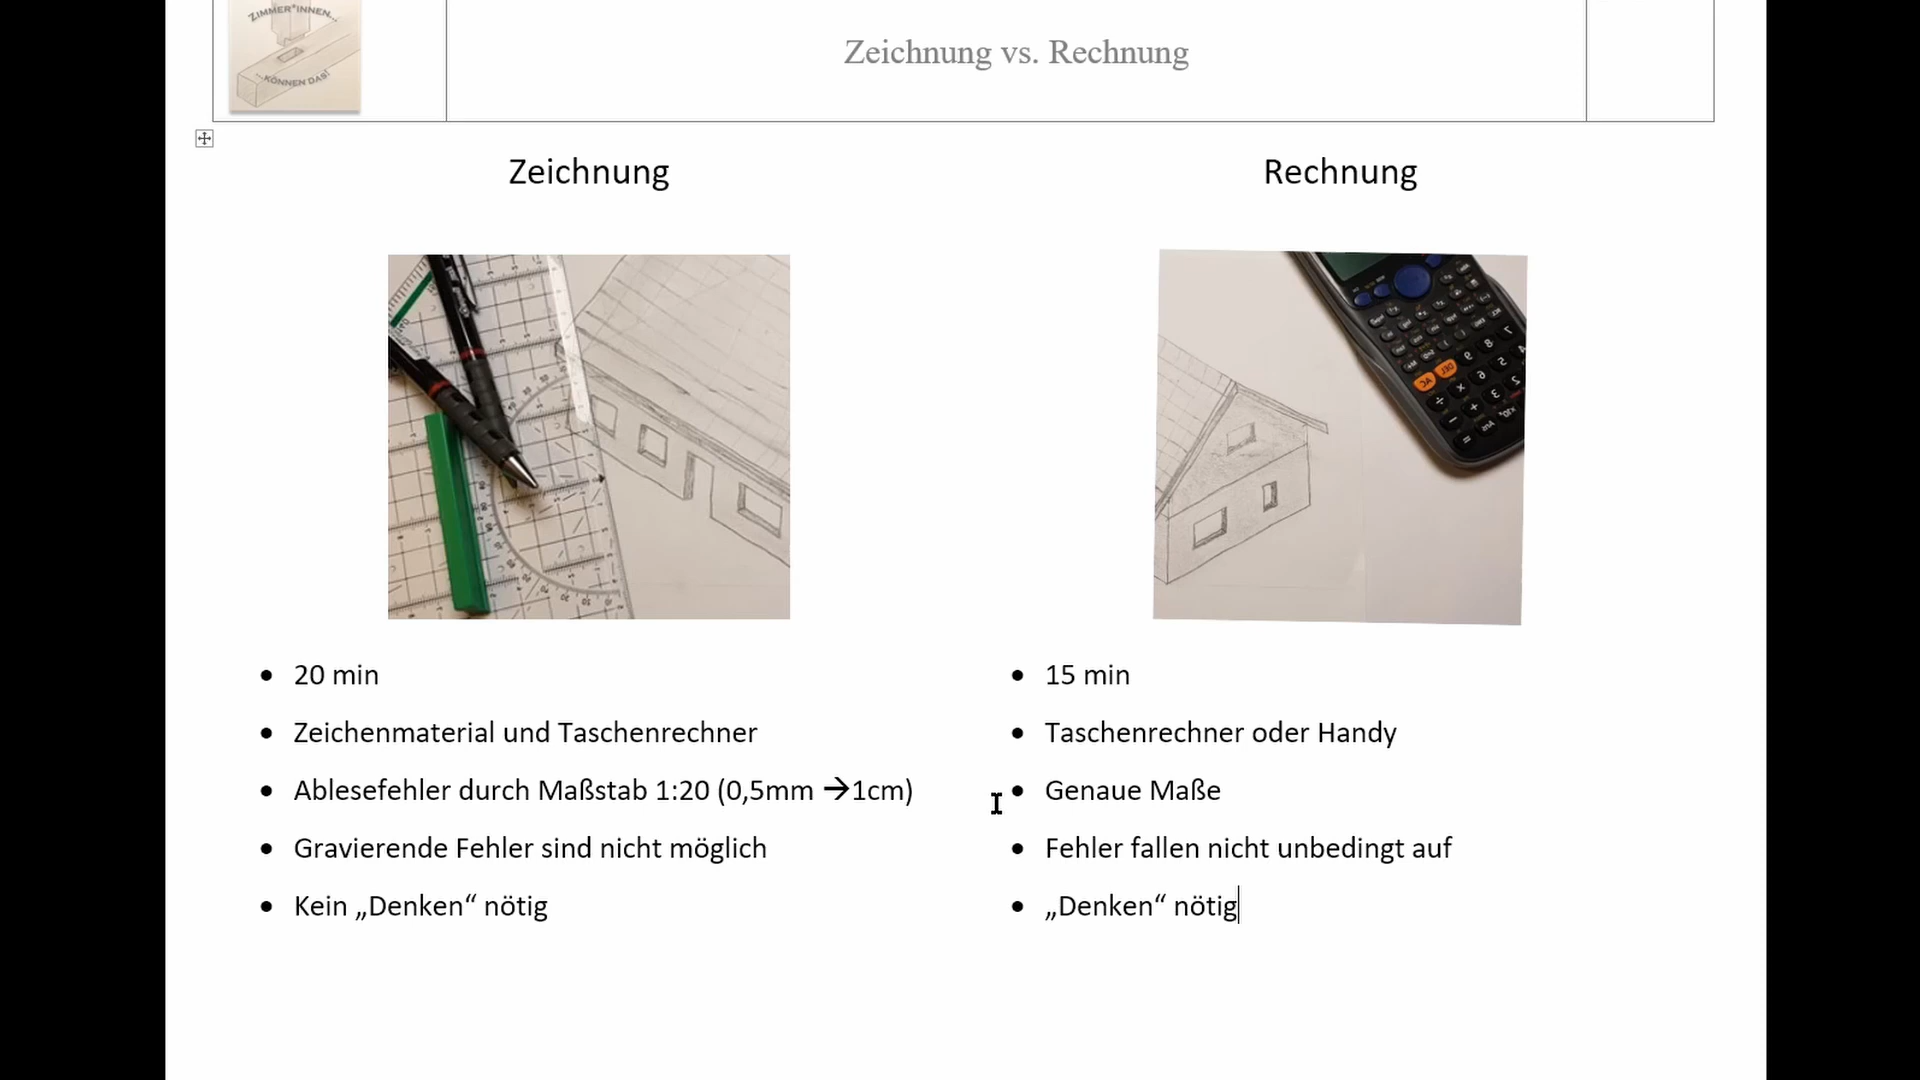 ZIMMER*INNEN...
...KÖNNEN DAS!
Zeichnung vs. Rechnung
Zeichnung
Rechnung
• 20 min
• Zeichenmaterial und Taschenrechner
• Ablesefehler durch Maßstab 1:20 (0,5mm →1cm)
• Gravierende Fehler sind nicht möglich
• Kein „Denken“ nötig
• 15 min
• Taschenrechner oder Handy
• Genaue Maße
• Fehler fallen nicht unbedingt auf
• „Denken“ nötig